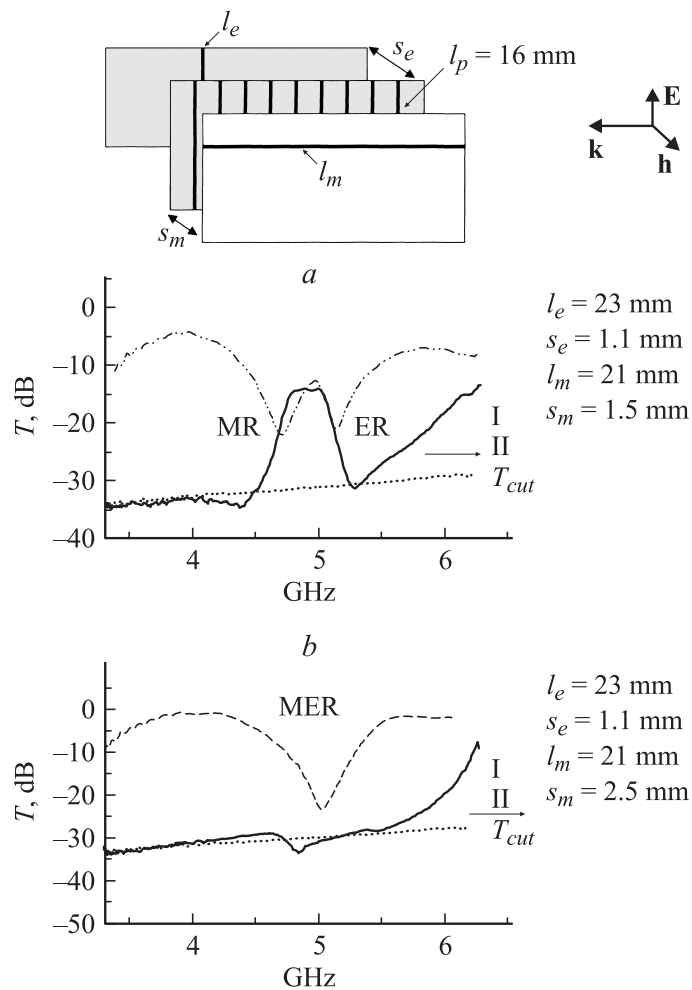 l_e
s_e
l_p = 16 mm
E
k
h
l_m
s_m
a
0
–10
–20
–30
–40
T, dB
MR
ER
I
II
T_cut
4
5
6
GHz
l_e = 23 mm
s_e = 1.1 mm
l_m = 21 mm
s_m = 1.5 mm
b
0
–10
–20
–30
–40
–50
T, dB
MER
I
II
T_cut
4
5
6
GHz
l_e = 23 mm
s_e = 1.1 mm
l_m = 21 mm
s_m = 2.5 mm